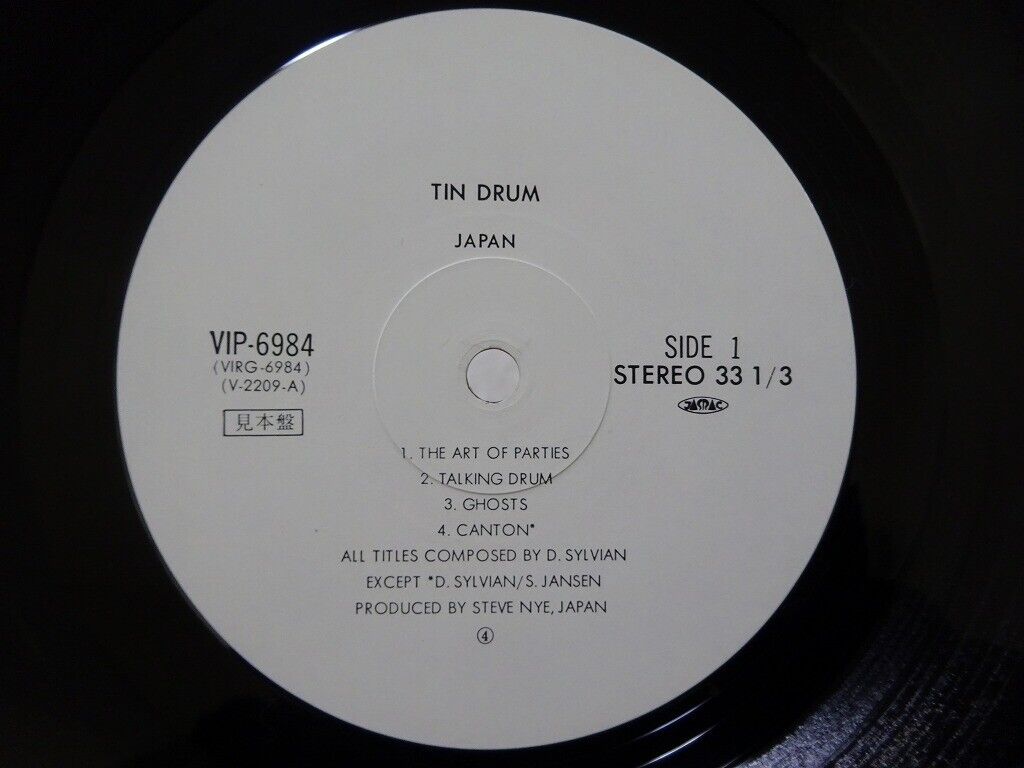 TIN DRUM
JAPAN
VIP-6984
(VIRG-6984)
(V-2209-A)
見本盤
SIDE 1
STEREO 33 1/3
JASRAC
1. THE ART OF PARTIES
2. TALKING DRUM
3. GHOSTS
4. CANTON*
ALL TITLES COMPOSED BY D. SYLVIAN
EXCEPT *D. SYLVIAN/S. JANSEN
PRODUCED BY STEVE NYE, JAPAN
④